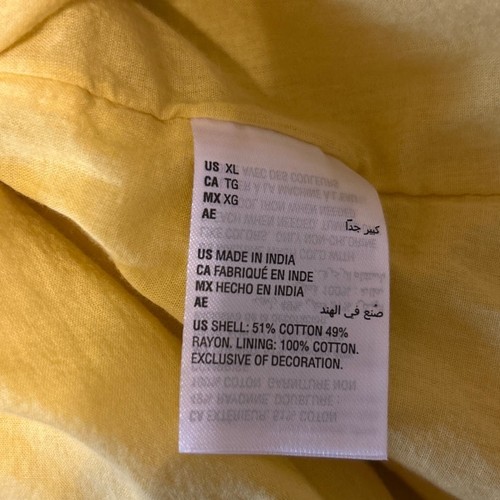 US XL
CA TG
MX XG
AE
كبير جدًا
US MADE IN INDIA
CA FABRIQUÉ EN INDE
MX HECHO EN INDIA
AE
صنع في الهند
US SHELL: 51% COTTON 49%
RAYON. LINING: 100% COTTON.
EXCLUSIVE OF DECORATION.